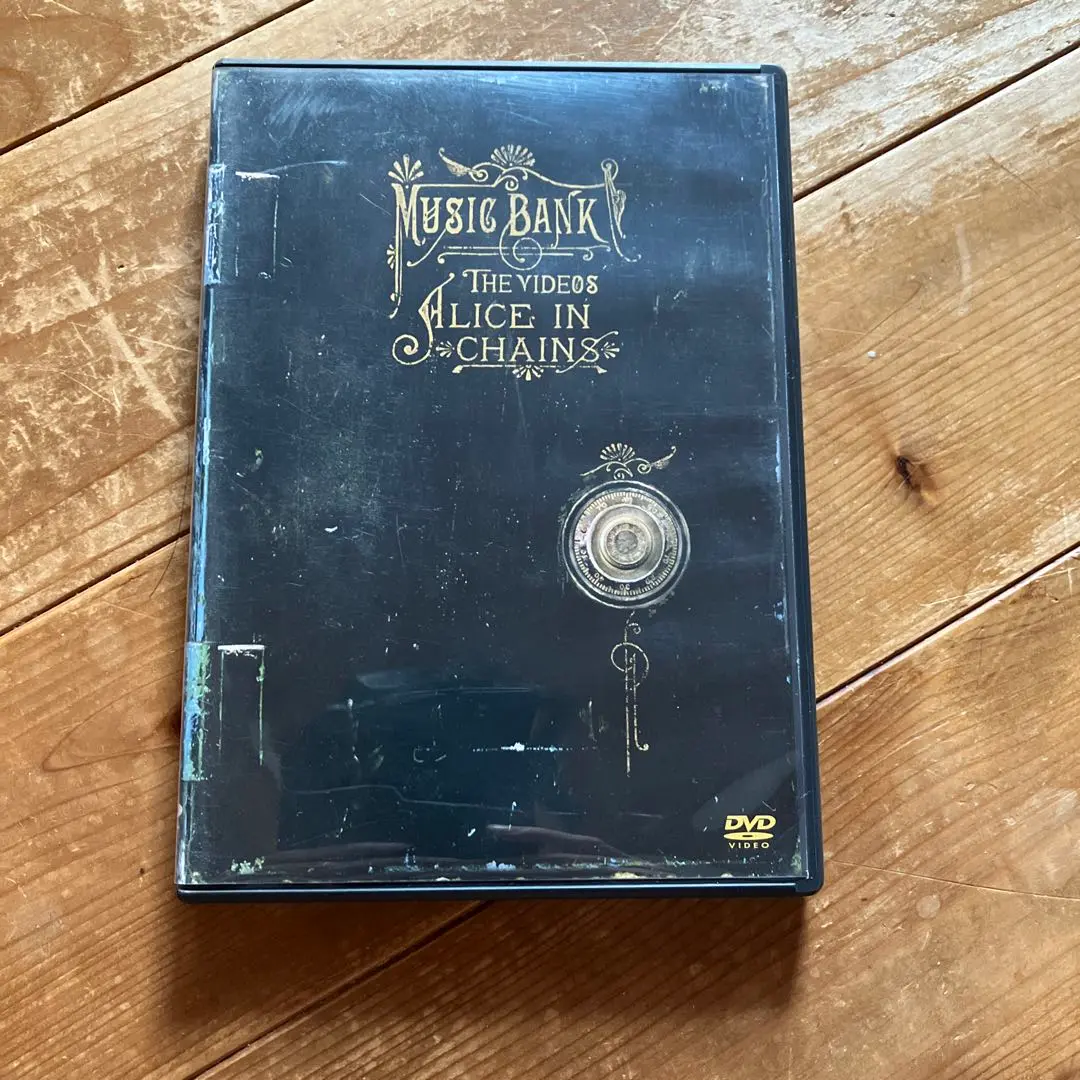 MUSIC BANK
THE VIDEOS
ALICE IN
CHAINS
DVD
VIDEO